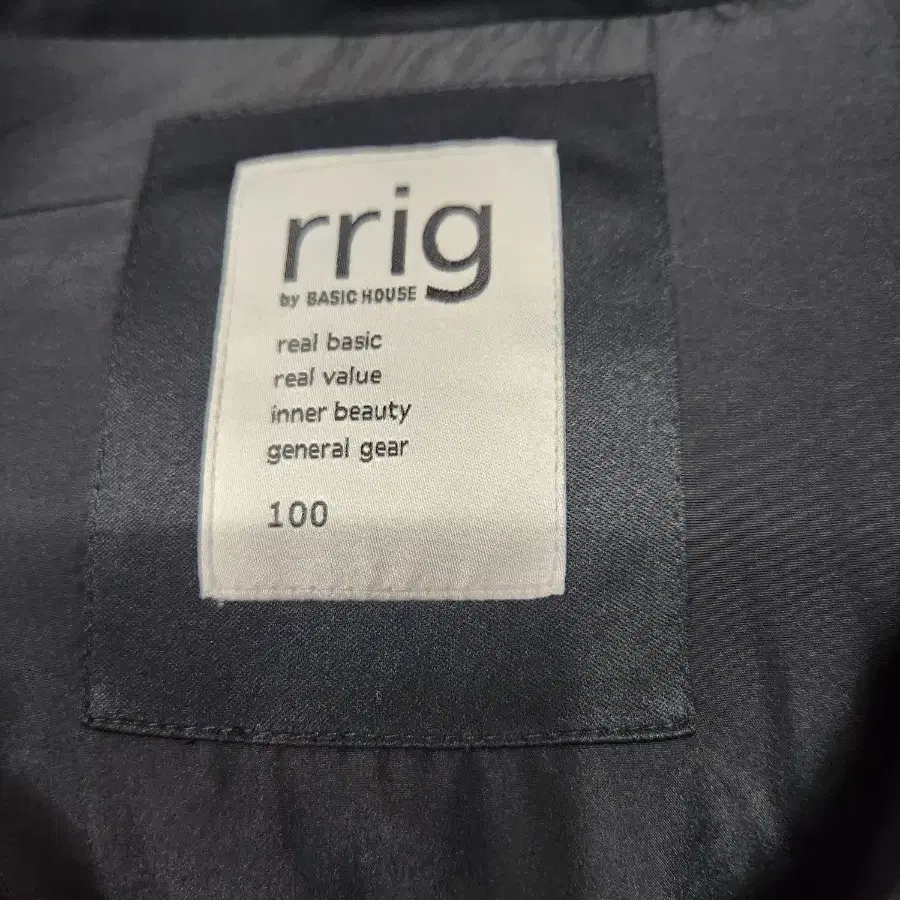 rrig
by BASIC HOUSE
real basic
real value
inner beauty
general gear
100